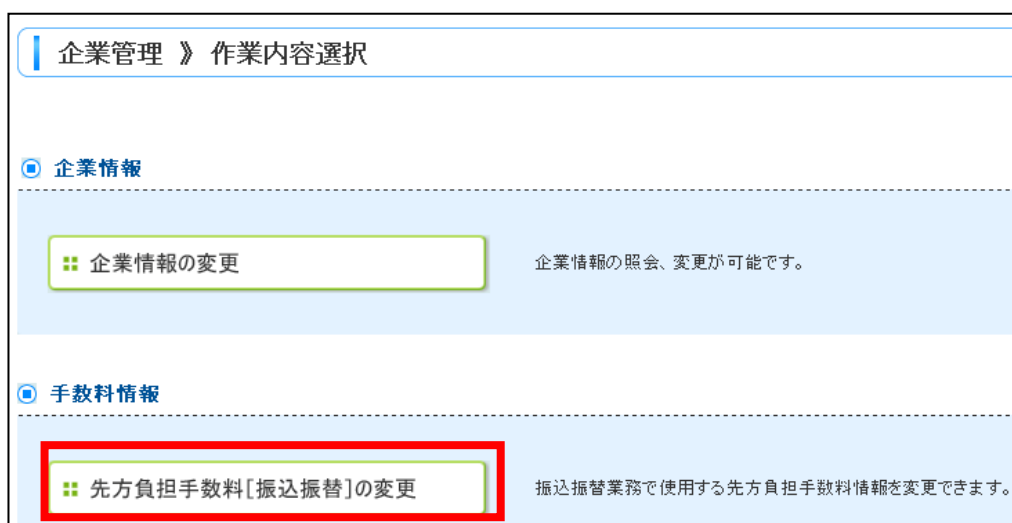 企業管理 》 作業内容選択
企業情報
企業情報の変更
企業情報の照会、変更が可能です。
手数料情報
先方負担手数料[振込振替]の変更
振込振替業務で使用する先方負担手数料情報を変更できます。